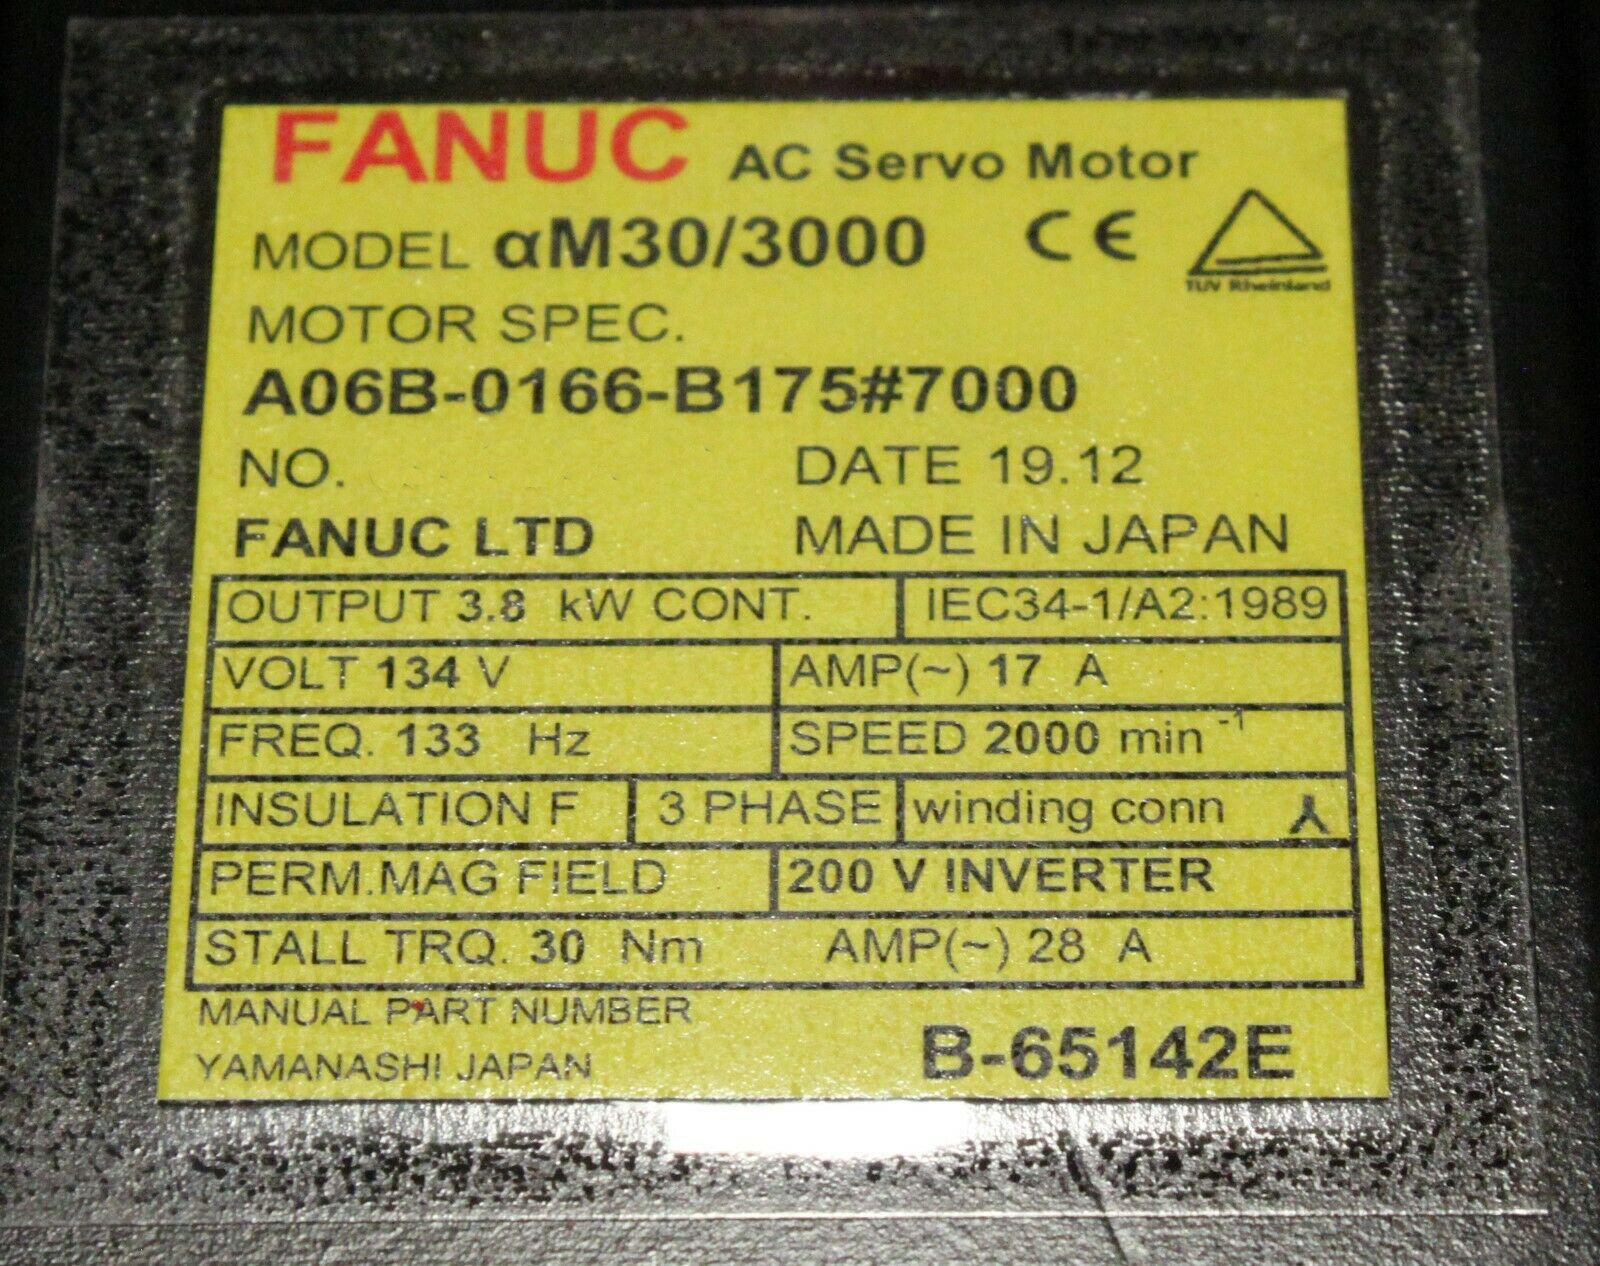 FANUC AC Servo Motor
MODEL αM30/3000 CE
TUV Rheinland
MOTOR SPEC.
A06B-0166-B175#7000
NO. DATE 19.12
FANUC LTD MADE IN JAPAN
OUTPUT 3.8 kW CONT. IEC34-1/A2:1989
VOLT 134 V AMP(~) 17 A
FREQ. 133 Hz SPEED 2000 min⁻¹
INSULATION F 3 PHASE winding conn
PERM.MAG FIELD 200 V INVERTER
STALL TRQ. 30 Nm AMP(~) 28 A
MANUAL PART NUMBER
YAMANASHI JAPAN B-65142E